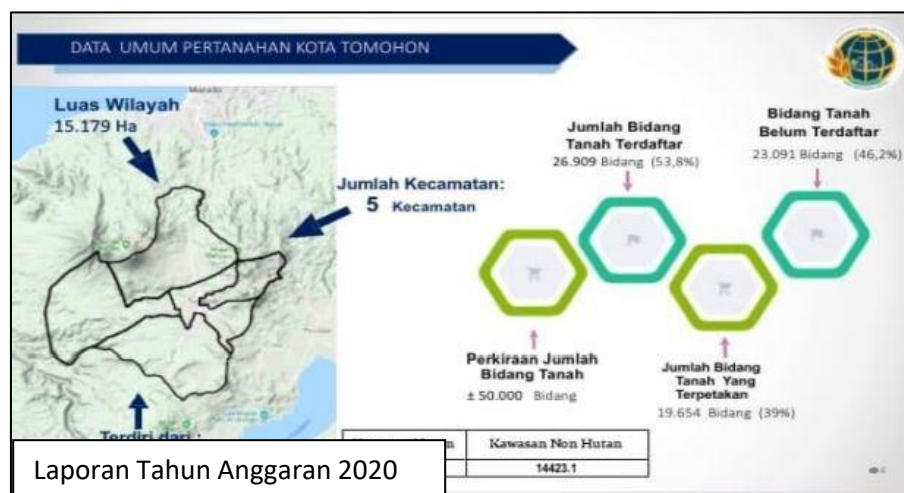 DATA UMUM PERTANAHAN KOTA TOMOHON
Luas Wilayah
15.179 Ha
Jumlah Kecamatan:
5 Kecamatan
Terdiri dari :
Jumlah Bidang
Tanah Terdaftar
26.909 Bidang (53,8%)
Bidang Tanah
Belum Terdaftar
23.091 Bidang (46,2%)
Perkiraan Jumlah
Bidang Tanah
± 50.000 Bidang
Jumlah Bidang
Tanah Yang
Terpetakan
19.654 Bidang (39%)
Kawasan Non Hutan
14423.1
Laporan Tahun Anggaran 2020